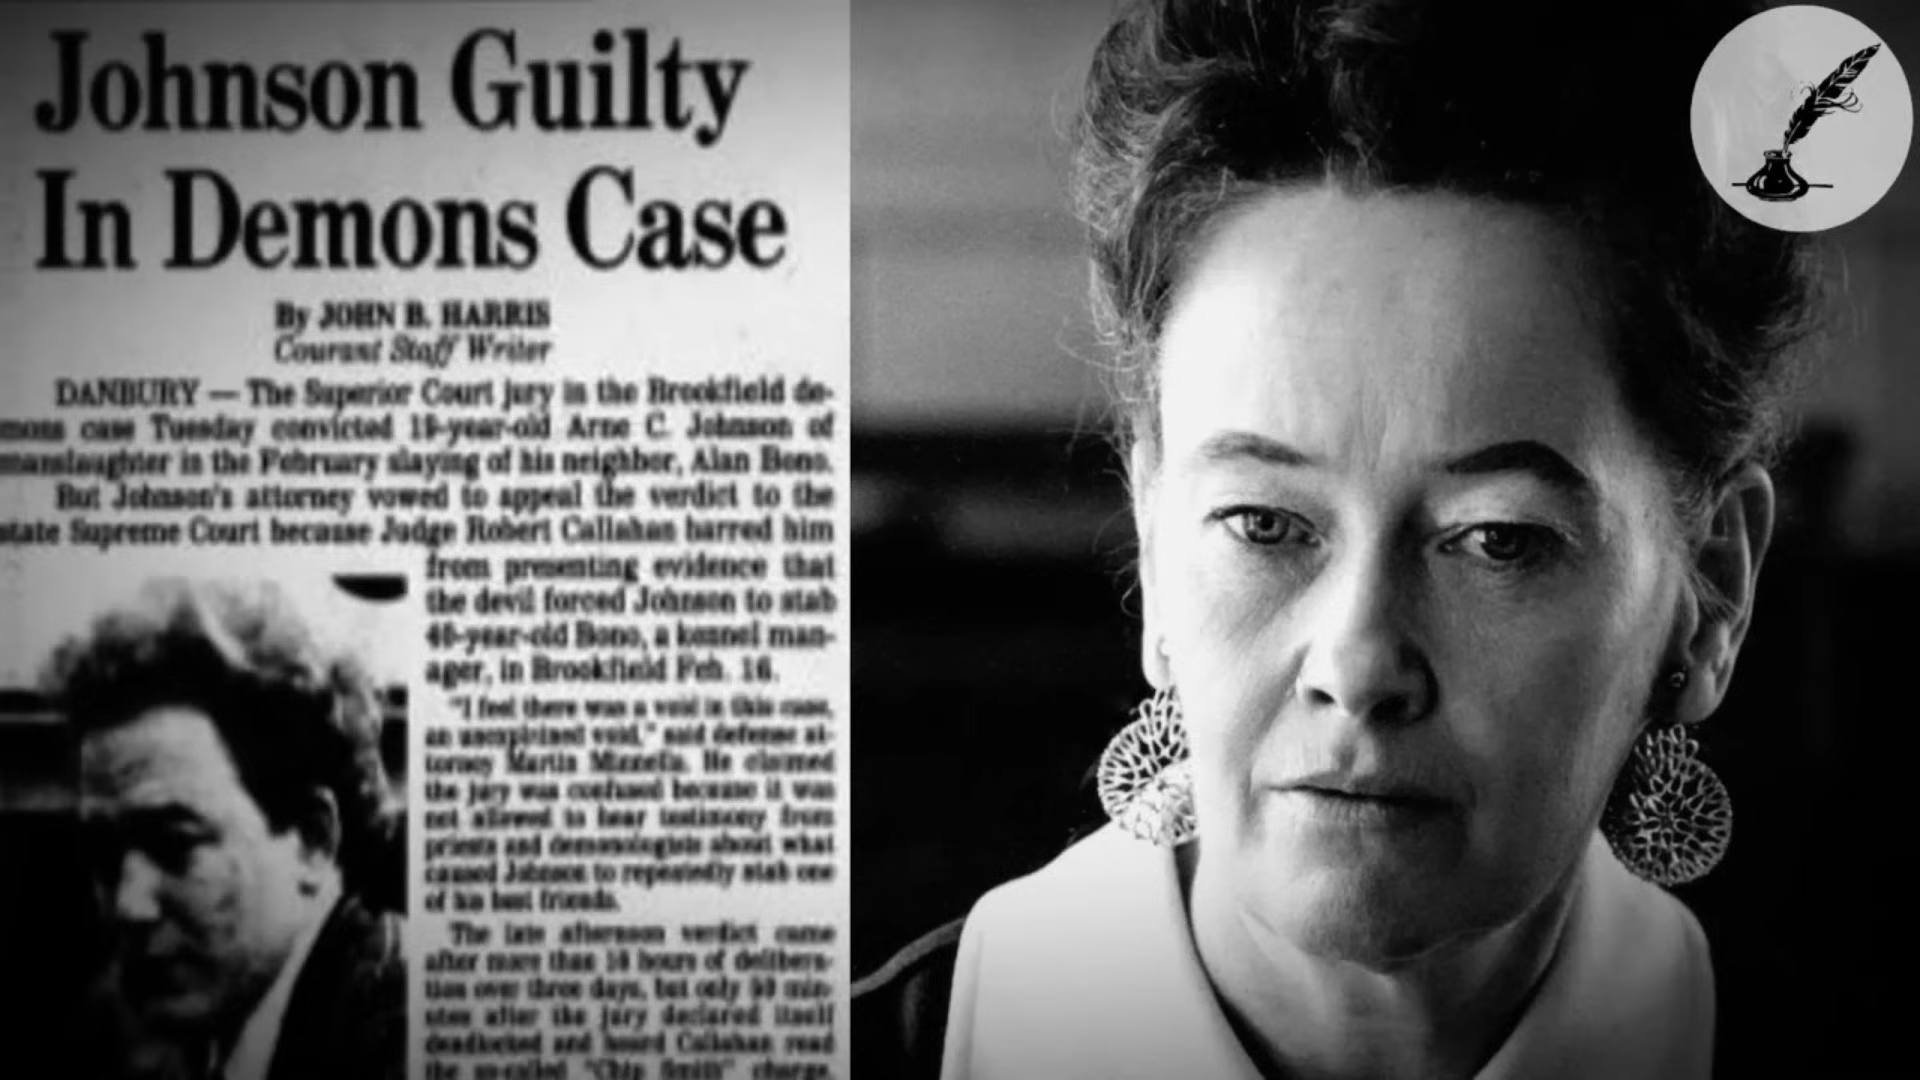 Johnson Guilty
In Demons Case
By JOHN B. HARRIS
Courant Staff Writer
DANBURY — The Superior Court jury in the Brookfield de-
mons case Tuesday convicted 19-year-old Arne C. Johnson of
manslaughter in the February slaying of his neighbor, Alan Bono.
But Johnson's attorney vowed to appeal the verdict to the
state Supreme Court because Judge Robert Callahan barred him
from presenting evidence that
the devil forced Johnson to stab
40-year-old Bono, a kennel man-
ager, in Brookfield Feb. 16.
"I feel there was a void in this case,
an unexplained void," said defense at-
torney Martin Minnella. He claimed
the jury was confused because it was
not allowed to hear testimony from
priests and demonologists about what
caused Johnson to repeatedly stab one
of his best friends.
The late afternoon verdict came
after more than hours of delibera-
tion over three days, but only min-
utes after the jury declared itself
deadlocked and heard Callahan read
the so-called "Chip Smith" charge,